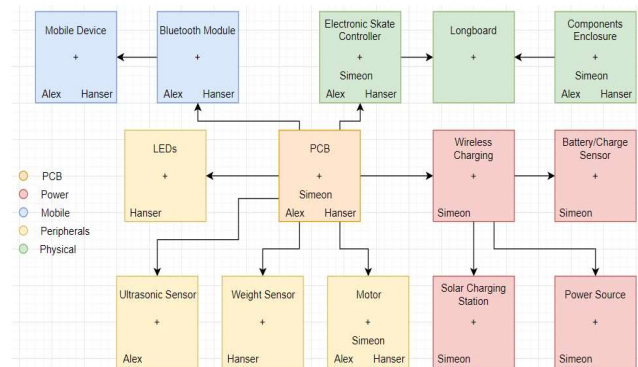 Mobile Device
+
Alex Hanser
Bluetooth Module
+
Alex Hanser
Electronic Skate
Controller
+
Simeon
Alex Hanser
Longboard
+
Components
Enclosure
+
Simeon
Alex Hanser
LEDs
+
Hanser
PCB
+
Simeon
Alex Hanser
Wireless
Charging
+
Simeon
Battery/Charge
Sensor
+
Simeon
PCB
Power
Mobile
Peripherals
Physical
Ultrasonic Sensor
+
Alex
Weight Sensor
+
Hanser
Motor
+
Simeon
Alex Hanser
Solar Charging
Station
+
Simeon
Power Source
+
Simeon